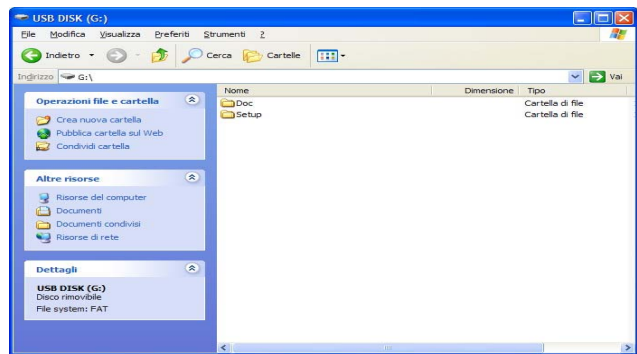 USB DISK (G:)
File Modifica Visualizza Preferiti Strumenti ?
Indietro Cerca Cartelle
Indirizzo G:\ Vai
Nome Dimensione Tipo
Operazioni file e cartella
Crea nuova cartella
Pubblica cartella sul Web
Condividi cartella
Altre risorse
Risorse del computer
Documenti
Documenti condivisi
Risorse di rete
Dettagli
USB DISK (G:)
Disco rimovibile
File system: FAT
Doc Cartella di file
Setup Cartella di file